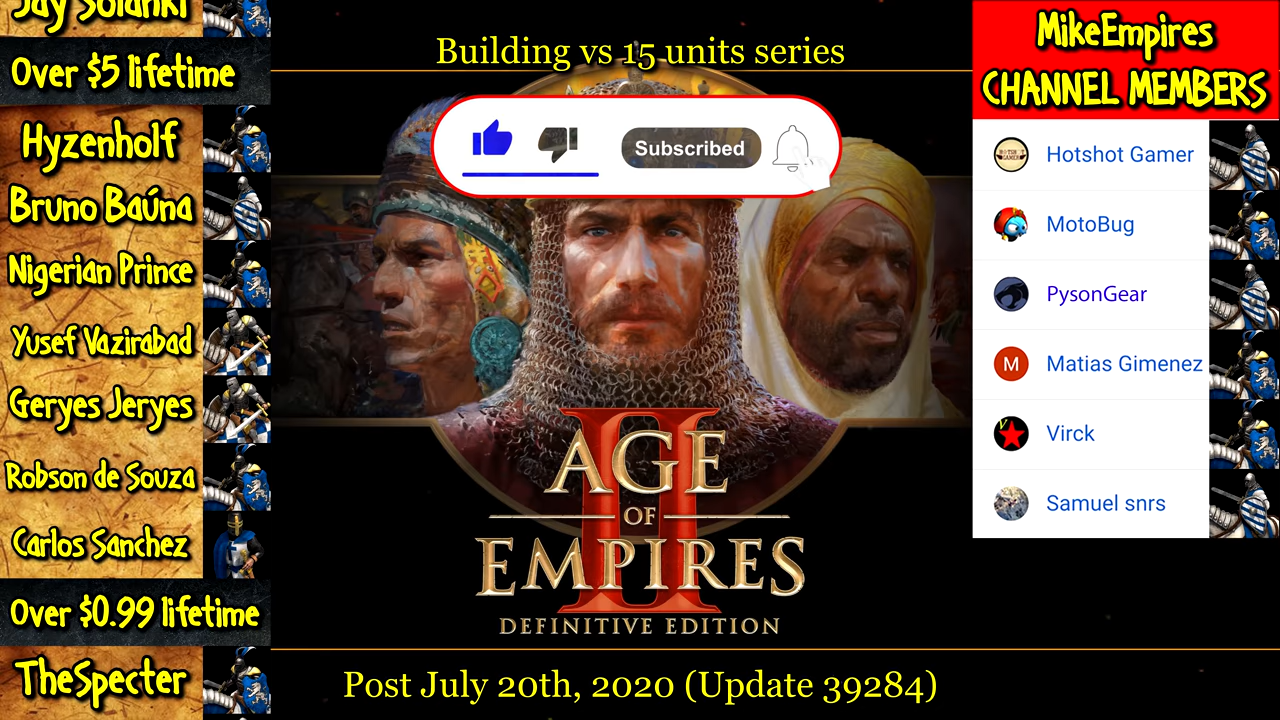 Jay Solanki
Over $5 lifetime
Hyzenholf
Bruno Baúna
Nigerian Prince
Yusef Vazirabad
Geryes Jeryes
Robson de Souza
Carlos Sanchez
Over $0.99 lifetime
TheSpecter
Building vs 15 units series
Subscribed
AGE
OF
EMPIRES
II
DEFINITIVE EDITION
Post July 20th, 2020 (Update 39284)
MikeEmpires
CHANNEL MEMBERS
Hotshot Gamer
MotoBug
PysonGear
M
Matias Gimenez
V
Virck
Samuel snrs